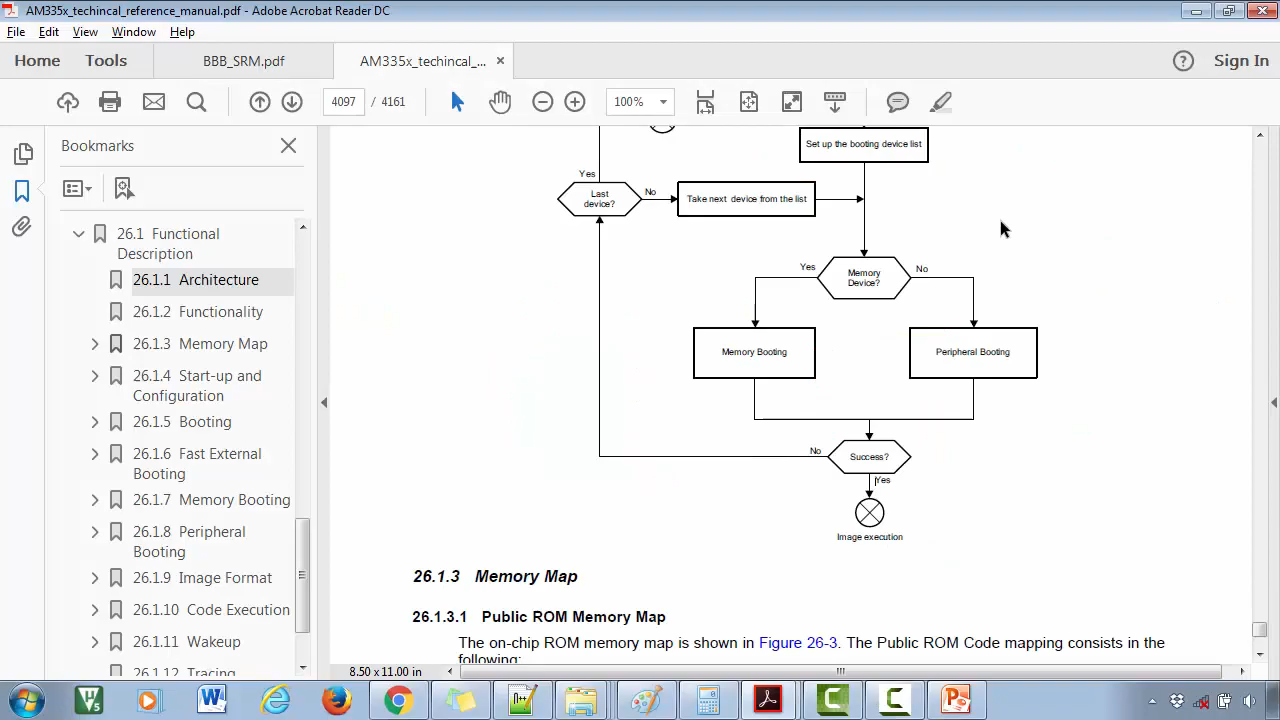 AM335x_techincal_reference_manual.pdf - Adobe Acrobat Reader DC
File Edit View Window Help
Home Tools BBB_SRM.pdf AM335x_techincal_... × Sign In
4097 / 4161 100%
Bookmarks
26.1 Functional
Description
26.1.1 Architecture
26.1.2 Functionality
26.1.3 Memory Map
26.1.4 Start-up and
Configuration
26.1.5 Booting
26.1.6 Fast External
Booting
26.1.7 Memory Booting
26.1.8 Peripheral
Booting
26.1.9 Image Format
26.1.10 Code Execution
26.1.11 Wakeup
26.1.12 Tracing
Set up the booting device list
Yes
Last
device?
No
Take next device from the list
Yes
Memory
Device?
No
Memory Booting
Peripheral Booting
No
Success?
Yes
Image execution
26.1.3 Memory Map
26.1.3.1 Public ROM Memory Map
The on-chip ROM memory map is shown in Figure 26-3. The Public ROM Code mapping consists in the
following:
8.50 x 11.00 in